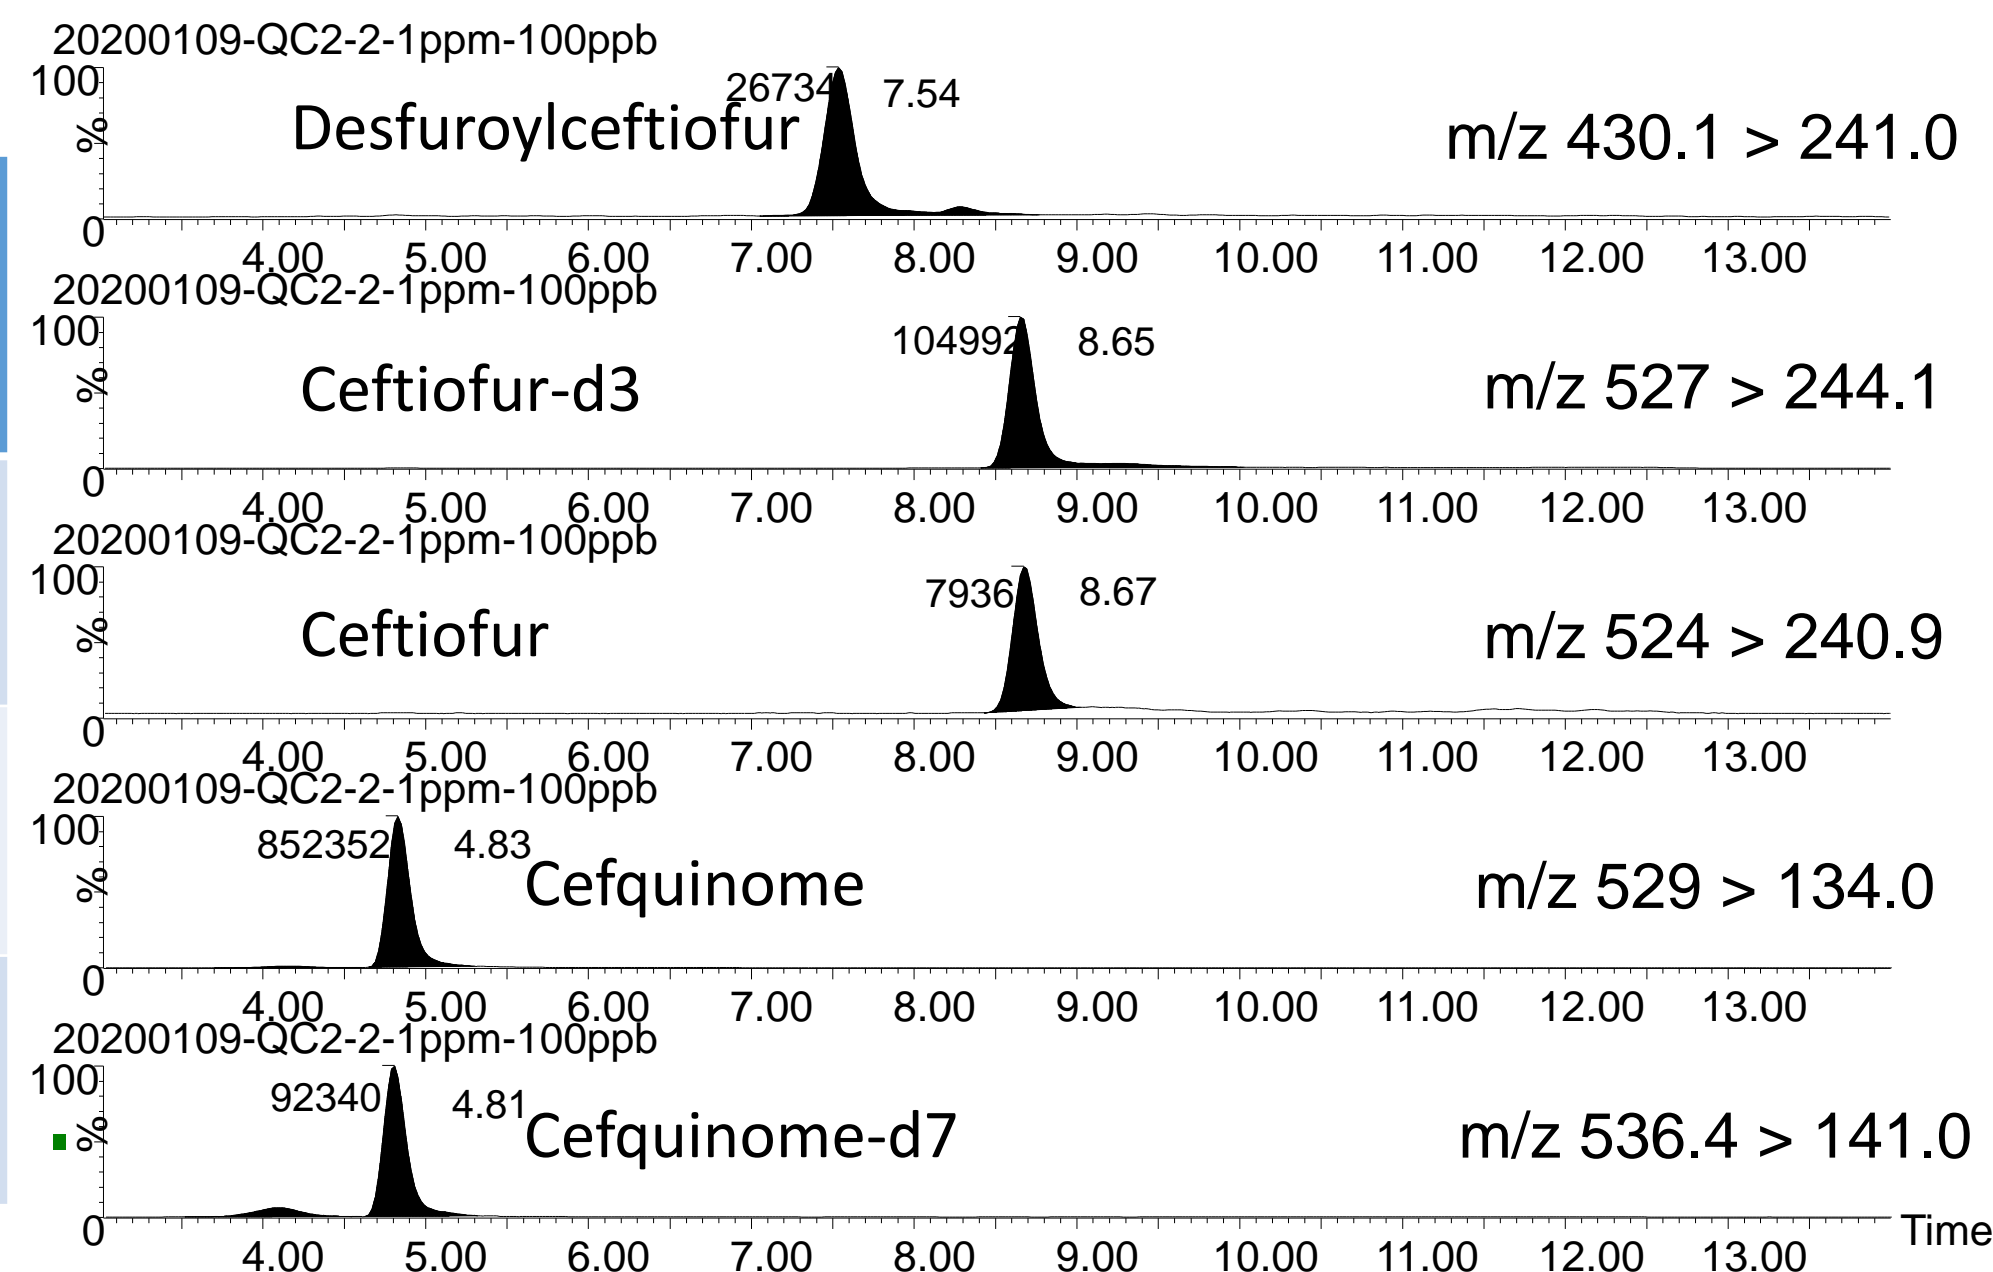 20200109-QC2-2-1ppm-100ppb
100
26734 7.54
Desfuroylceftiofur
m/z 430.1 > 241.0
%
0
4.00 5.00 6.00 7.00 8.00 9.00 10.00 11.00 12.00 13.00
20200109-QC2-2-1ppm-100ppb
100
104992 8.65
Ceftiofur-d3
m/z 527 > 244.1
%
0
4.00 5.00 6.00 7.00 8.00 9.00 10.00 11.00 12.00 13.00
20200109-QC2-2-1ppm-100ppb
100
7936 8.67
Ceftiofur
m/z 524 > 240.9
%
0
4.00 5.00 6.00 7.00 8.00 9.00 10.00 11.00 12.00 13.00
20200109-QC2-2-1ppm-100ppb
100
852352 4.83
Cefquinome
m/z 529 > 134.0
%
0
4.00 5.00 6.00 7.00 8.00 9.00 10.00 11.00 12.00 13.00
20200109-QC2-2-1ppm-100ppb
100
92340 4.81
Cefquinome-d7
m/z 536.4 > 141.0
%
0
Time
4.00 5.00 6.00 7.00 8.00 9.00 10.00 11.00 12.00 13.00